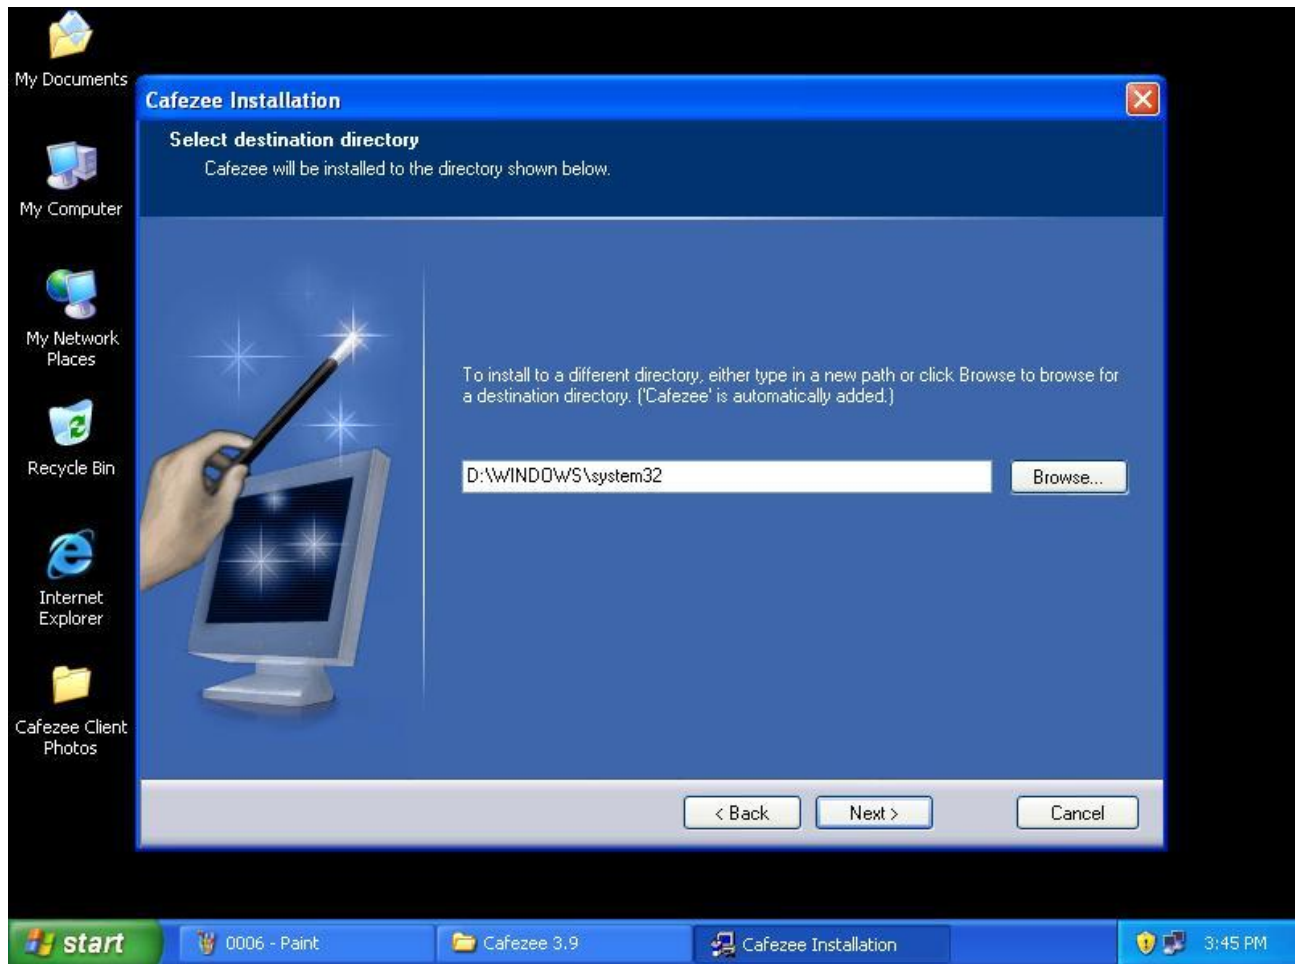 My Documents
My Computer
My Network
Places
Recycle Bin
Internet
Explorer
Cafezee Client
Photos
Cafezee Installation
Select destination directory
Cafezee will be installed to the directory shown below.
To install to a different directory, either type in a new path or click Browse to browse for
a destination directory. ('Cafezee' is automatically added.)
D:\WINDOWS\system32
Browse...
< Back
Next >
Cancel
start
0006 - Paint
Cafezee 3.9
Cafezee Installation
3:45 PM